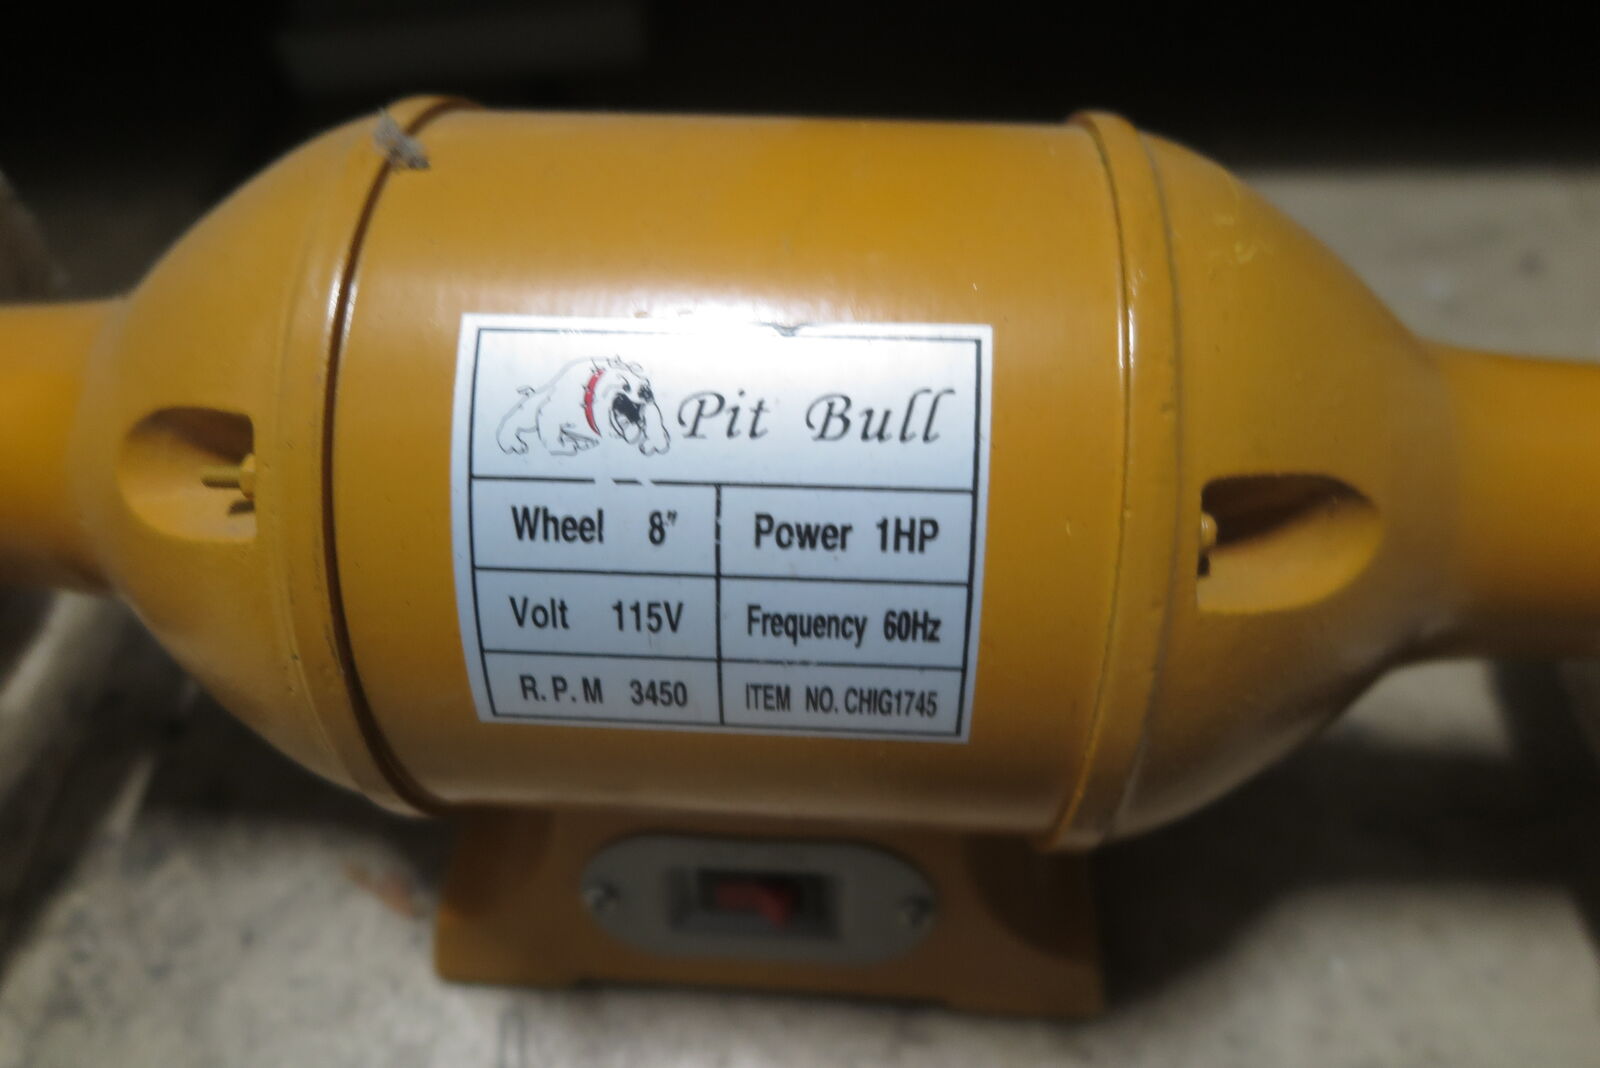 Pit Bull
Wheel 8"
Power 1HP
Volt 115V
Frequency 60Hz
R.P.M 3450
ITEM NO. CHIG1745